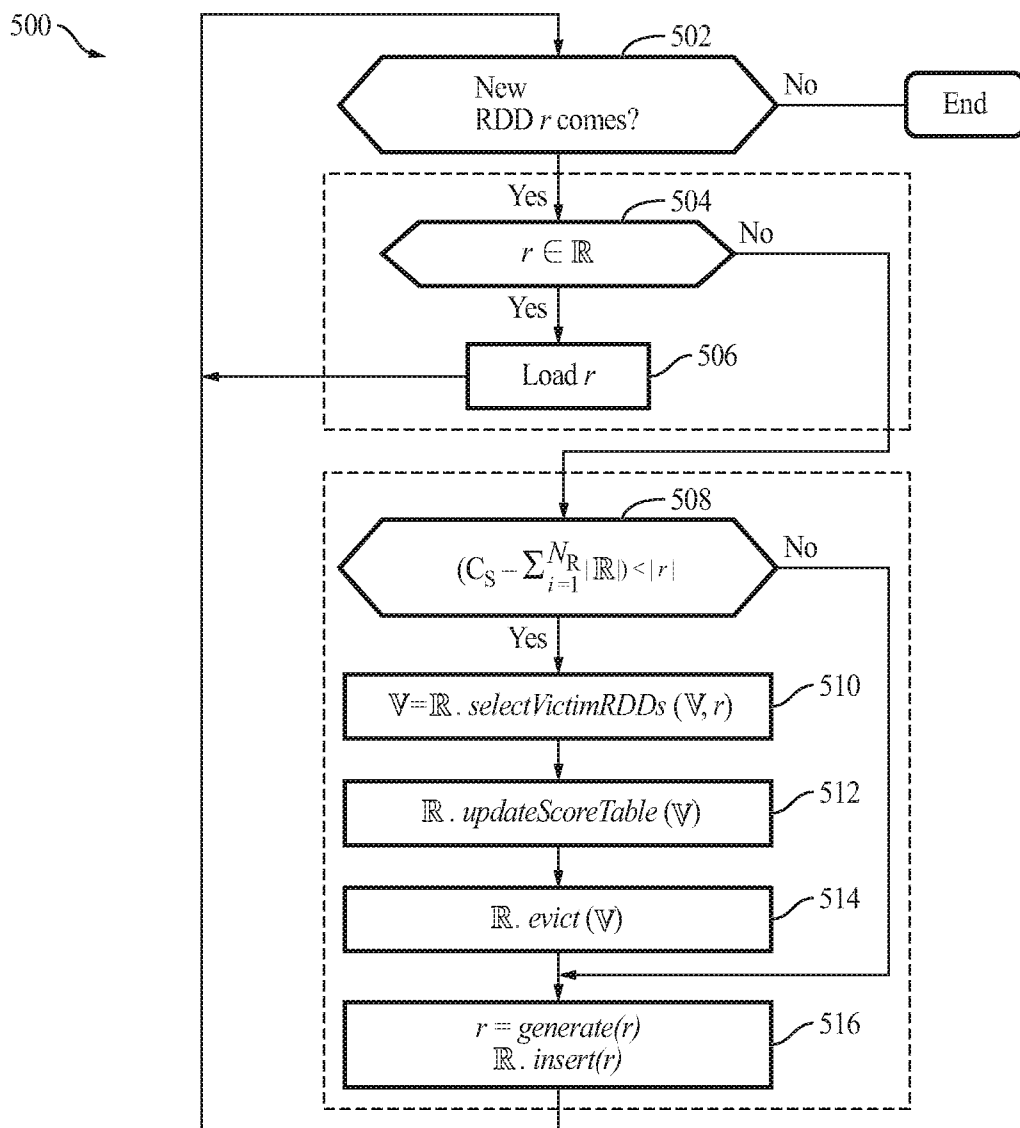 500
502
New
RDD r comes?
No
End
Yes
504
r ∈ ℝ
No
Yes
Load r
506
508
(C_S − ∑_{i=1}^{N_R} |ℝ|) < |r|
No
Yes
𝕍=ℝ. selectVictimRDDs (𝕍, r)
510
ℝ. updateScoreTable (𝕍)
512
ℝ. evict (𝕍)
514
r = generate(r)
ℝ. insert(r)
516